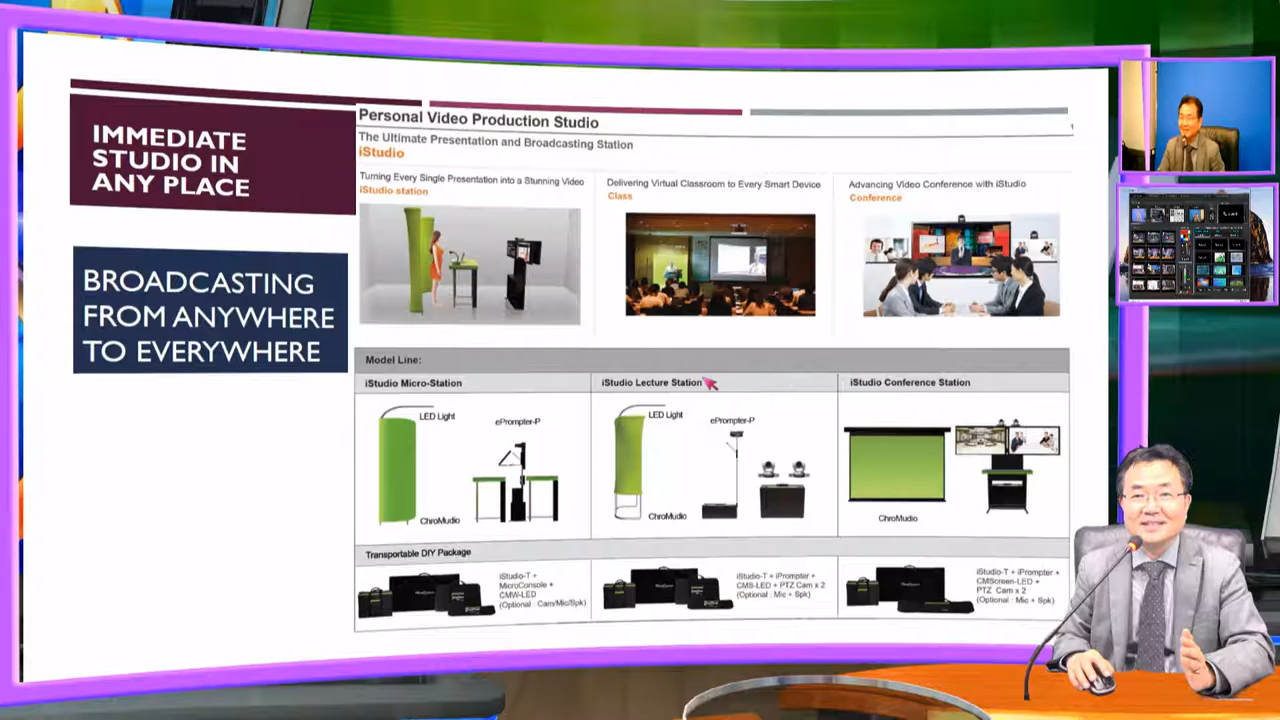 IMMEDIATE
STUDIO IN
ANY PLACE
BROADCASTING
FROM ANYWHERE
TO EVERYWHERE
Personal Video Production Studio
1
The Ultimate Presentation and Broadcasting Station
iStudio
Turning Every Single Presentation into a Stunning Video
iStudio station
Delivering Virtual Classroom to Every Smart Device
Class
Advancing Video Conference with iStudio
Conference
Model Line:
iStudio Micro-Station
iStudio Lecture Station
iStudio Conference Station
LED Light
ePrompter-P
ChroMudio
LED Light
ePrompter-P
ChroMudio
ChroMudio
Transportable DIY Package
iStudio-T +
MicroConsole +
CMW-LED
(Optional : Cam/Mic/Spk)
iStudio-T + iPrompter +
CMS-LED + PTZ Cam x 2
(Optional : Mic + Spk)
iStudio-T + iPrompter +
CMScreen-LED +
PTZ Cam x 2
(Optional : Mic + Spk)